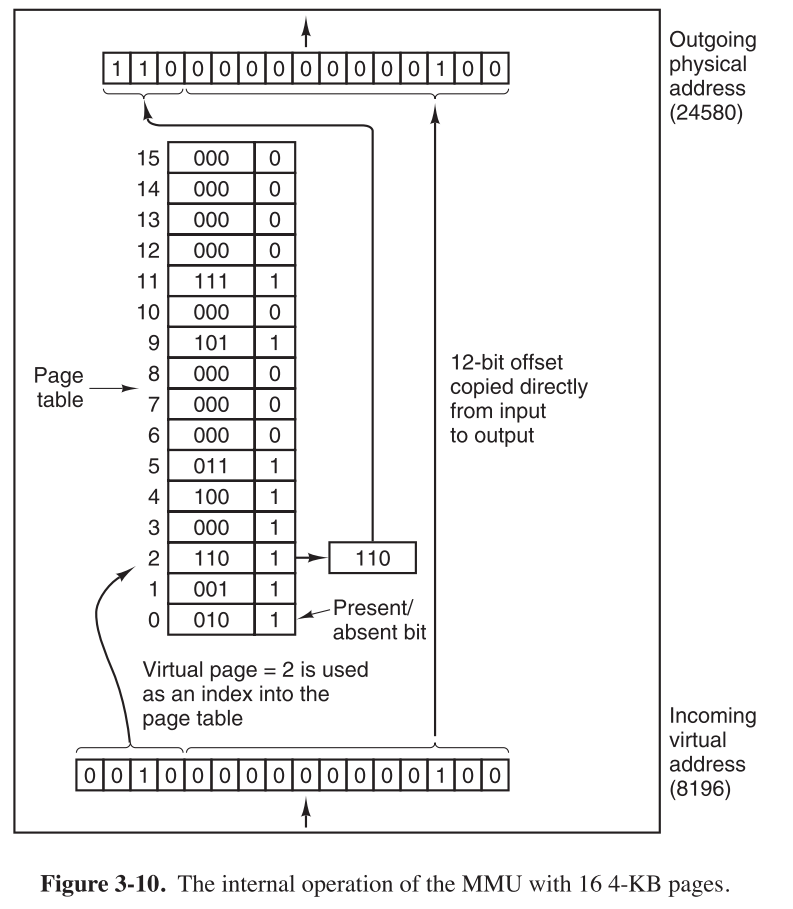 Outgoing
physical
address
(24580)
1 1 0 0 0 0 0 0 0 0 0 0 1 0 0
15 000 0
14 000 0
13 000 0
12 000 0
11 111 1
10 000 0
9 101 1
8 000 0
7 000 0
6 000 0
5 011 1
4 100 1
3 000 1
2 110 1 110
1 001 1
0 010 1
Page
table
12-bit offset
copied directly
from input
to output
Present/
absent bit
Virtual page = 2 is used
as an index into the
page table
0 0 1 0 0 0 0 0 0 0 0 0 0 1 0 0
Incoming
virtual
address
(8196)
Figure 3-10. The internal operation of the MMU with 16 4-KB pages.